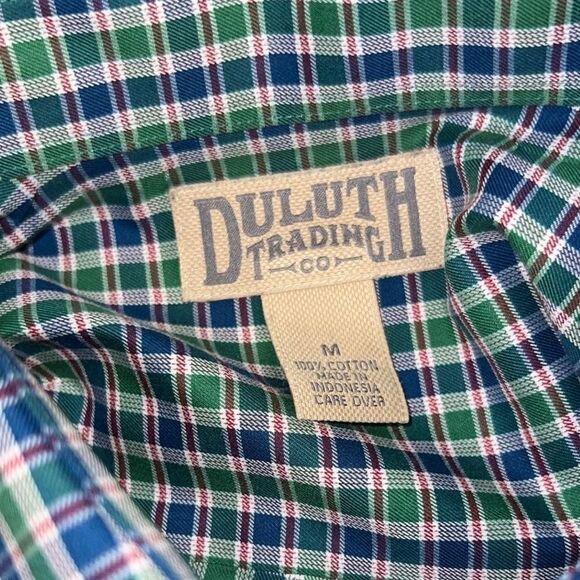 DULUTH
TRADING
CO
M
100% COTTON
MADE IN
INDONESIA
CARE OVER